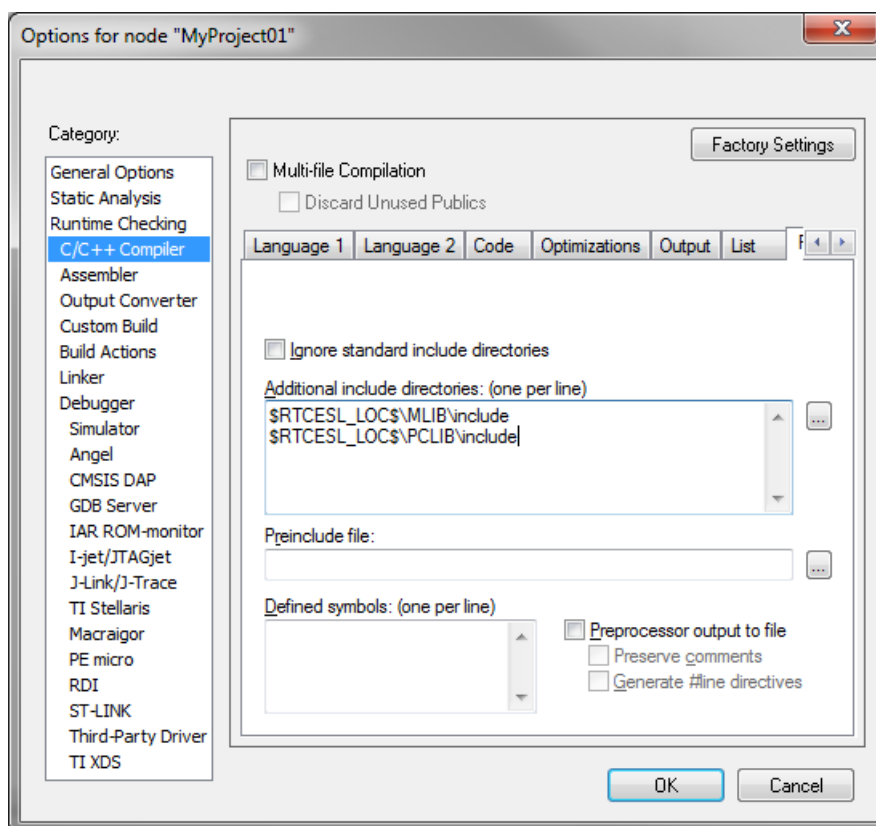 Options for node "MyProject01"
X
Category:
General Options
Static Analysis
Runtime Checking
C/C++ Compiler
Assembler
Output Converter
Custom Build
Build Actions
Linker
Debugger
Simulator
Angel
CMSIS DAP
GDB Server
IAR ROM-monitor
I-jet/JTAGjet
J-Link/J-Trace
TI Stellaris
Macraigor
PE micro
RDI
ST-LINK
Third-Party Driver
TI XDS
Factory Settings
Multi-file Compilation
Discard Unused Publics
Language 1 Language 2 Code Optimizations Output List
Ignore standard include directories
Additional include directories: (one per line)
$RTCESL_LOC$\MLIB\include
$RTCESL_LOC$\PCLIB\include
...
Preinclude file:
...
Defined symbols: (one per line)
Preprocessor output to file
Preserve comments
Generate #line directives
OK Cancel